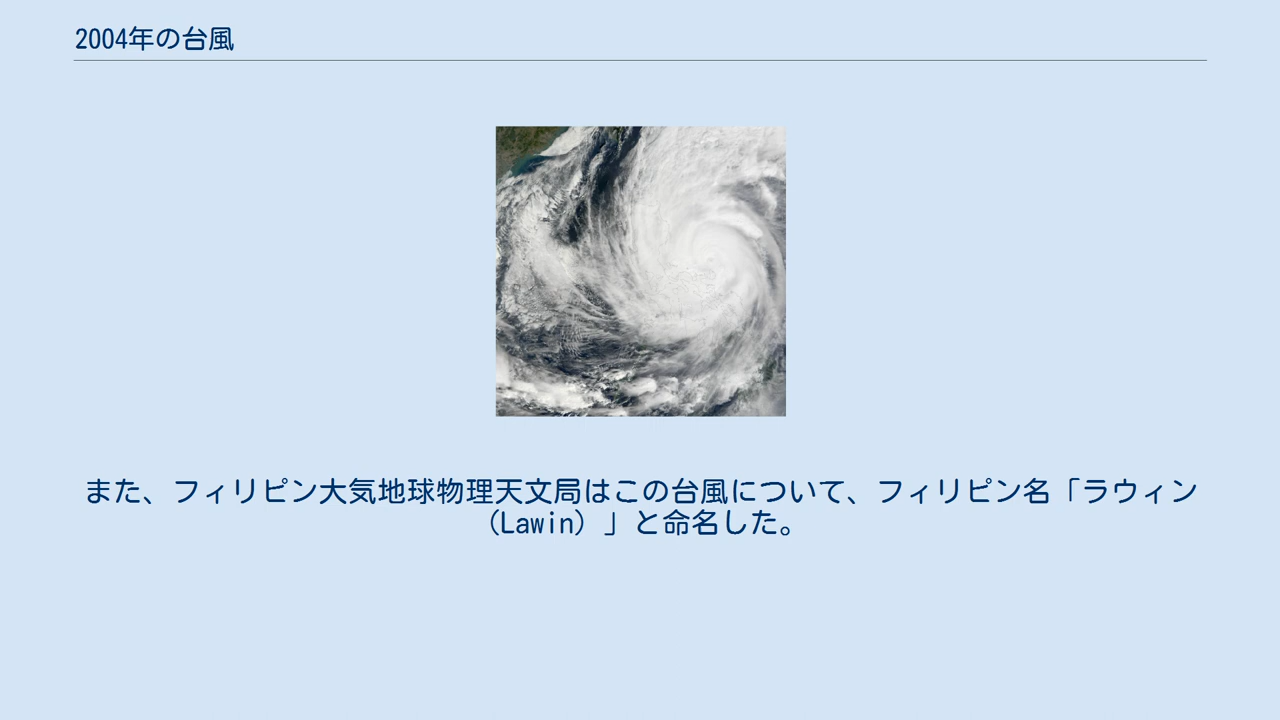 2004年の台風
また、フィリピン大気地球物理天文局はこの台風について、フィリピン名「ラウィン
（Lawin）」と命名した。